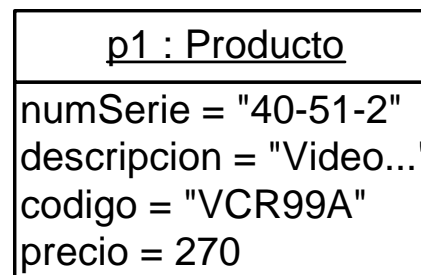 p1 : Producto
numSerie = "40-51-2"
descripcion = "Video..."
codigo = "VCR99A"
precio = 270